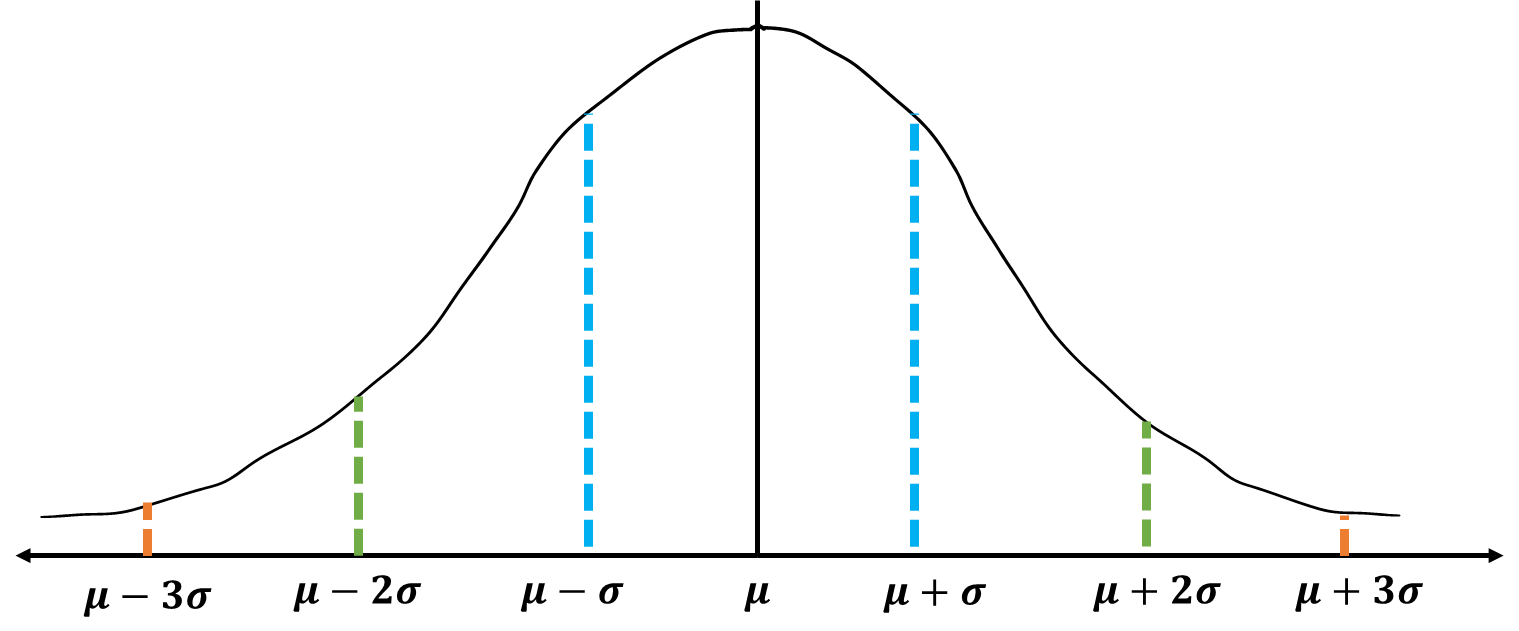 μ − 3σ μ − 2σ μ − σ μ μ + σ μ + 2σ μ + 3σ